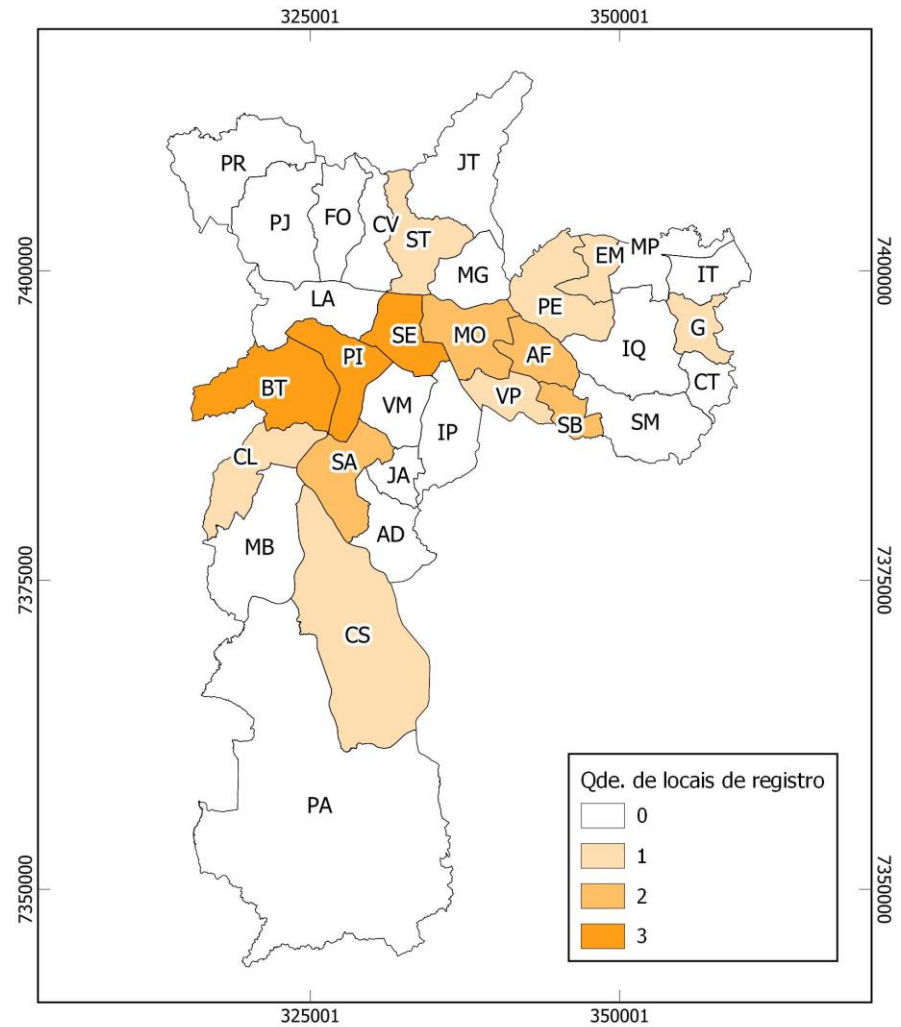 325001
350001
PR
JT
PJ
FO
CV
ST
MG
EM
MP
IT
7400000
7400000
LA
PE
SE
MO
G
PI
AF
IQ
BT
VP
CT
VM
IP
SB
SM
CL
SA
JA
MB
AD
7375000
7375000
CS
Qde. de locais de registro
0
1
2
3
PA
7350000
7350000
325001
350001